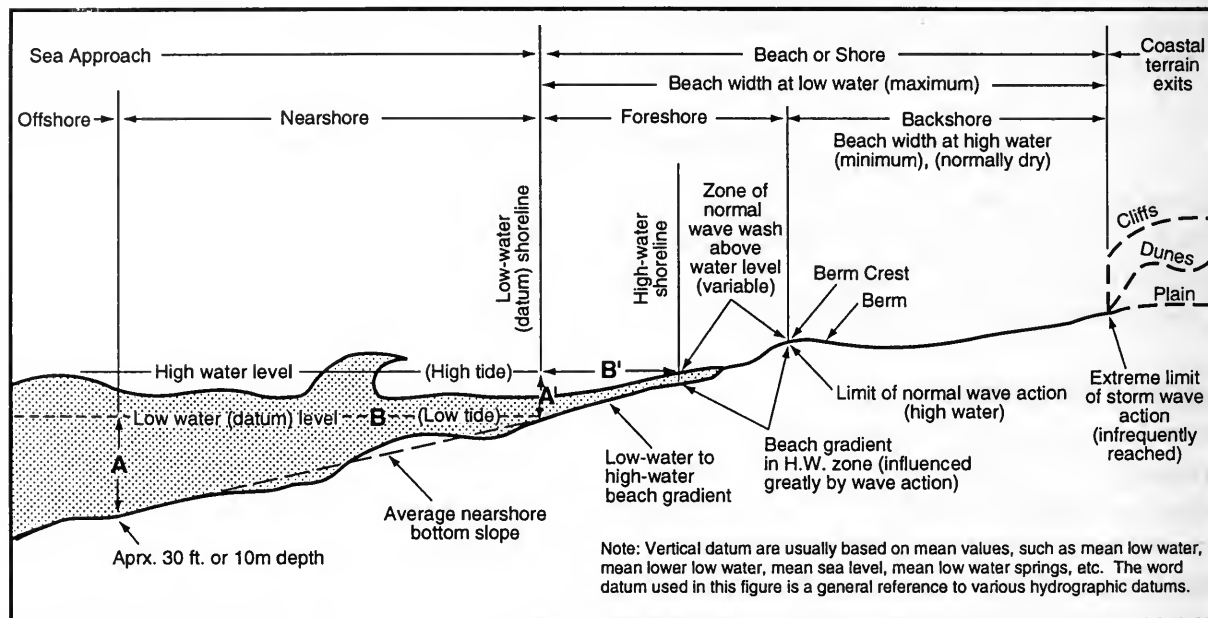 Sea Approach
Beach or Shore
Coastal
terrain
exits
Beach width at low water (maximum)
Offshore
Nearshore
Foreshore
Backshore
Beach width at high water
(minimum), (normally dry)
Low-water
(datum) shoreline
High-water
shoreline
Zone of
normal
wave wash
above
water level
(variable)
Berm Crest
Berm
Cliffs
Dunes
Plain
High water level
(High tide)
B'
A'
Low water (datum) level
B
(Low tide)
A
Limit of normal wave action
(high water)
Extreme limit
of storm wave
action
(infrequently
reached)
Low-water to
high-water
beach gradient
Beach gradient
in H.W. zone (influenced
greatly by wave action)
Average nearshore
bottom slope
Aprx. 30 ft. or 10m depth
Note: Vertical datum are usually based on mean values, such as mean low water,
mean lower low water, mean sea level, mean low water springs, etc. The word
datum used in this figure is a general reference to various hydrographic datums.